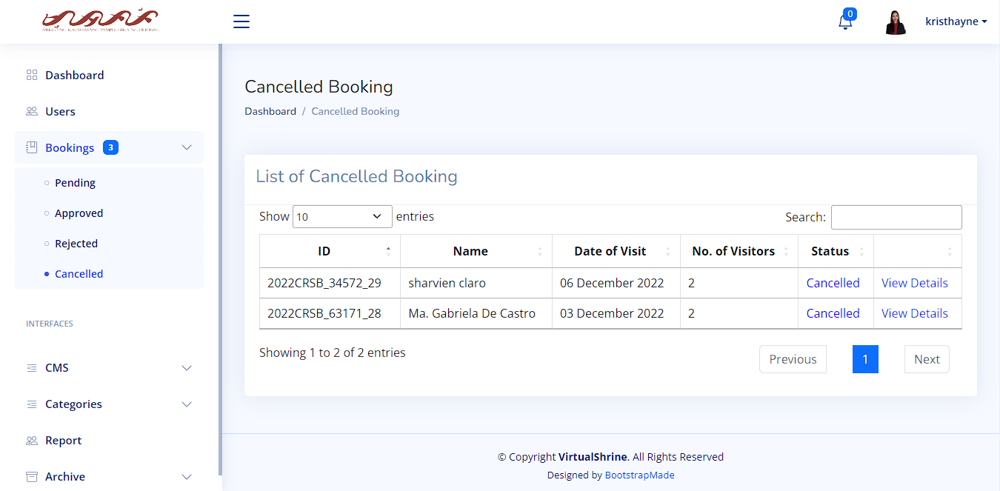 0
kristhayne
Dashboard
Users
Bookings 3
Pending
Approved
Rejected
Cancelled
INTERFACES
CMS
Categories
Report
Archive
Cancelled Booking
Dashboard / Cancelled Booking
List of Cancelled Booking
Show 10 entries
Search:
ID Name Date of Visit No. of Visitors Status
2022CRSB_34572_29 sharvien claro 06 December 2022 2 Cancelled View Details
2022CRSB_63171_28 Ma. Gabriela De Castro 03 December 2022 2 Cancelled View Details
Showing 1 to 2 of 2 entries
Previous 1 Next
© Copyright VirtualShrine. All Rights Reserved
Designed by BootstrapMade